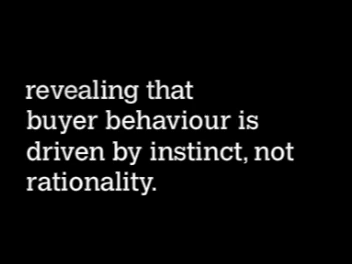 revealing that
buyer behaviour is
driven by instinct, not
rationality.